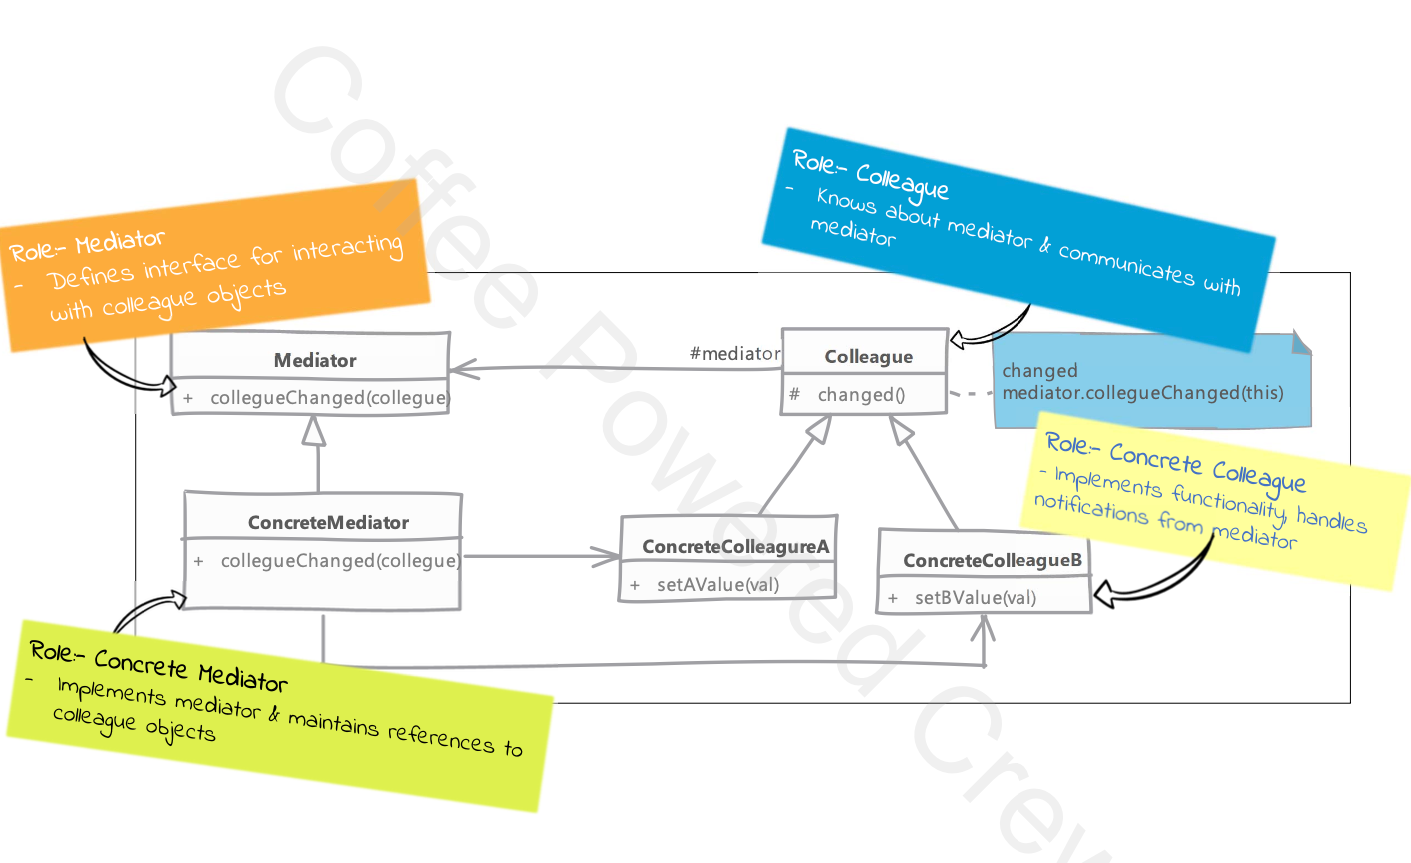 Coffee Powered Crew
Role:- Mediator
- Defines interface for interacting
with colleague objects
Role:- Colleague
- Knows about mediator & communicates with
mediator
Mediator
+ collegueChanged(collegue)
#mediator
Colleague
# changed()
changed
mediator.collegueChanged(this)
Role:- Concrete Colleague
- Implements functionality, handles
notifications from mediator
ConcreteMediator
+ collegueChanged(collegue)
ConcreteColleagureA
+ setAValue(val)
ConcreteColleagueB
+ setBValue(val)
Role:- Concrete Mediator
- Implements mediator & maintains references to
colleague objects